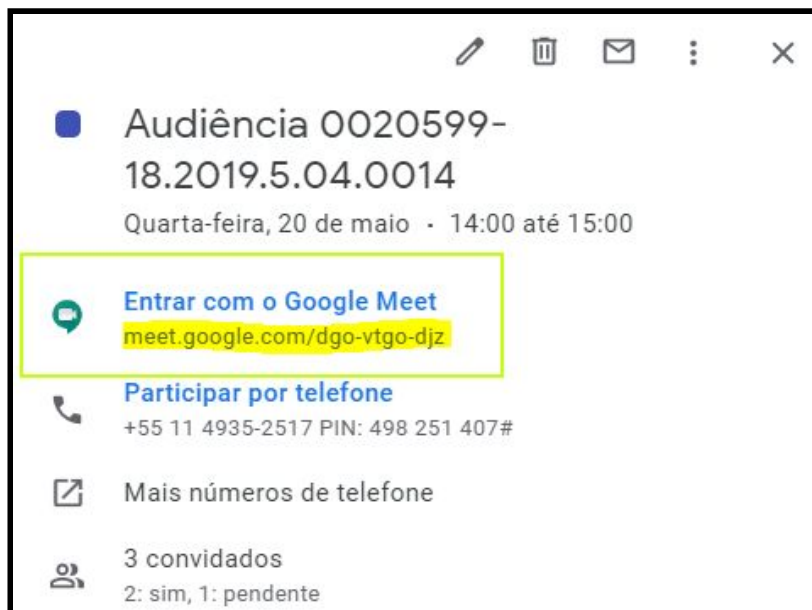 Audiência 0020599-
18.2019.5.04.0014
Quarta-feira, 20 de maio · 14:00 até 15:00
Entrar com o Google Meet
meet.google.com/dgo-vtgo-djz
Participar por telefone
+55 11 4935-2517 PIN: 498 251 407#
Mais números de telefone
3 convidados
2: sim, 1: pendente